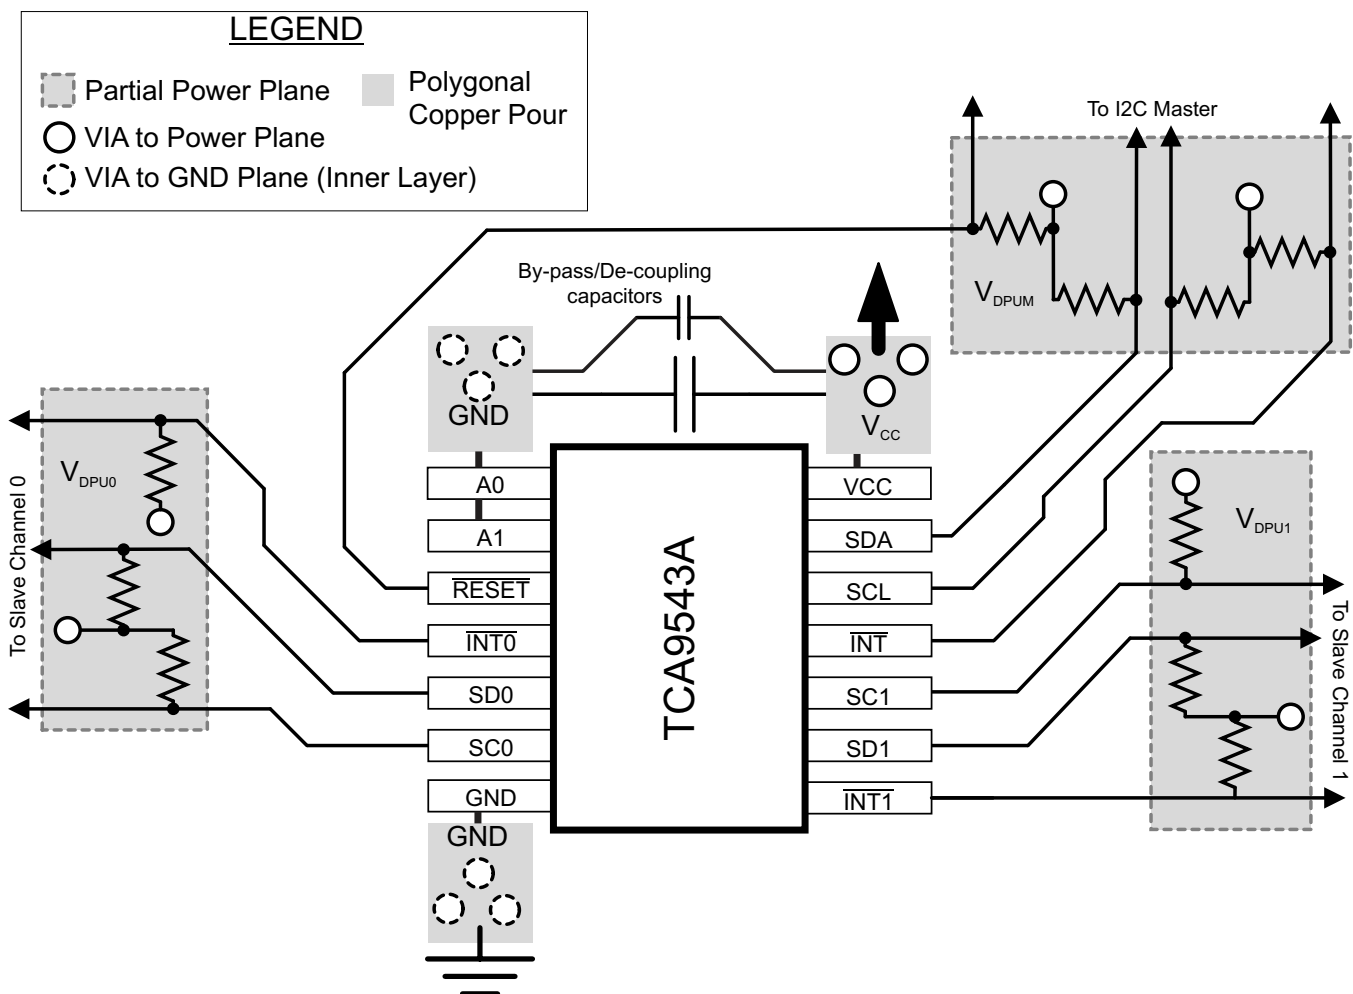 LEGEND
Partial Power Plane
Polygonal
Copper Pour
VIA to Power Plane
VIA to GND Plane (Inner Layer)
To I2C Master
By-pass/De-coupling
capacitors
VDPUM
GND
VCC
VDPU0
VDPU1
To Slave Channel 0
To Slave Channel 1
TCA9543A
A0
A1
RESET
INT0
SD0
SC0
GND
VCC
SDA
SCL
INT
SC1
SD1
INT1
GND